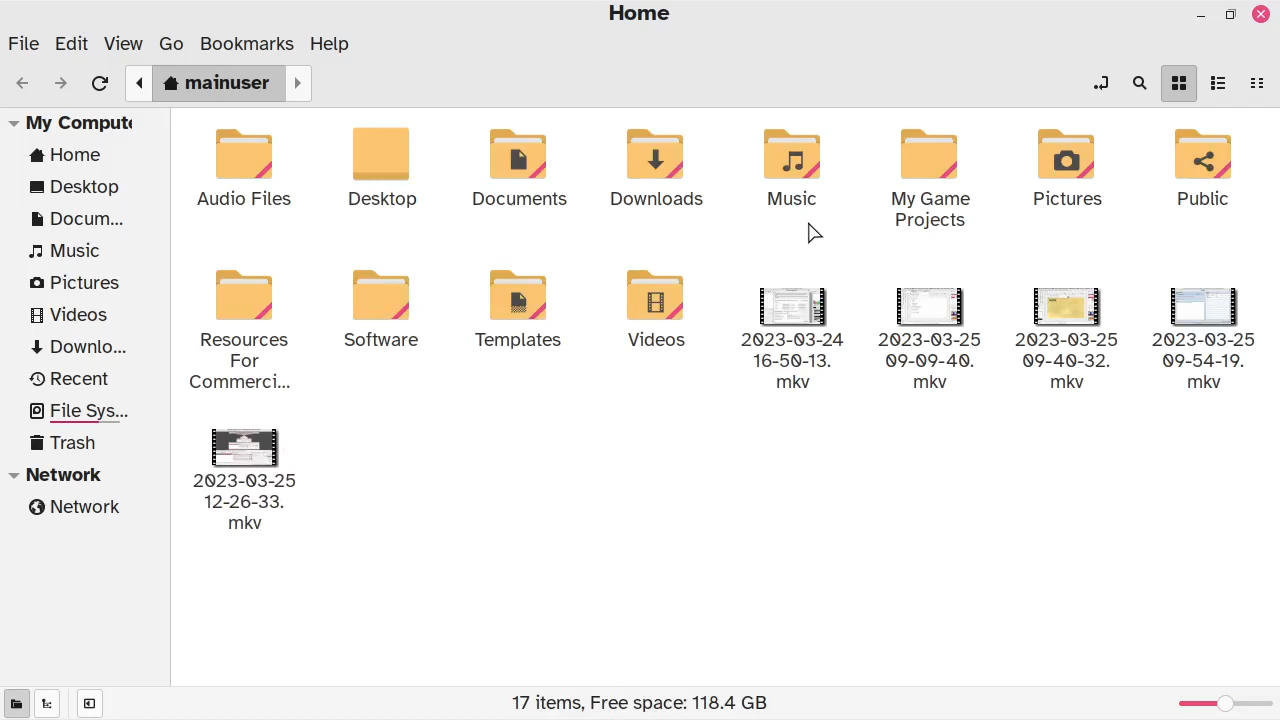 Home
File Edit View Go Bookmarks Help
mainuser
My Compute
Home
Desktop
Docum...
Music
Pictures
Videos
Downlo...
Recent
File Sys...
Trash
Network
Network
Audio Files
Desktop
Documents
Downloads
Music
My Game
Projects
Pictures
Public
Resources
For
Commerci...
Software
Templates
Videos
2023-03-24
16-50-13.
mkv
2023-03-25
09-09-40.
mkv
2023-03-25
09-40-32.
mkv
2023-03-25
09-54-19.
mkv
2023-03-25
12-26-33.
mkv
17 items, Free space: 118.4 GB